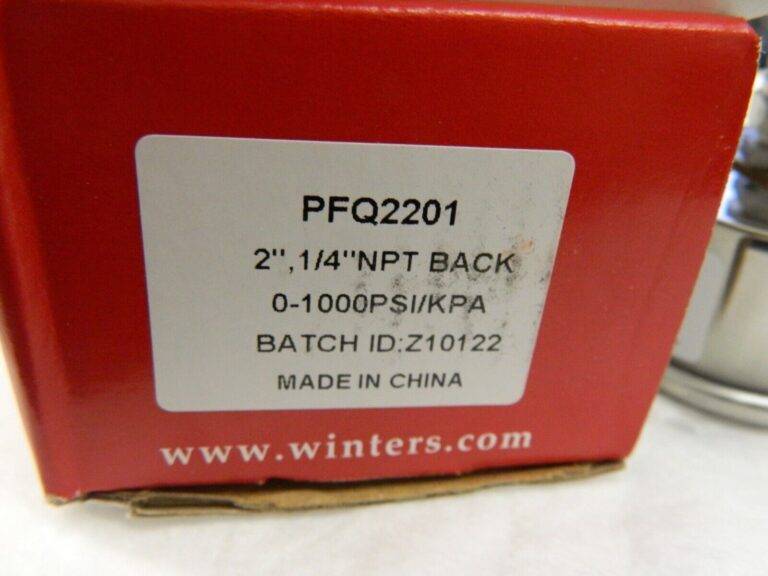 PFQ2201
2",1/4"NPT BACK
0-1000PSI/KPA
BATCH ID:Z10122
MADE IN CHINA
www.winters.com